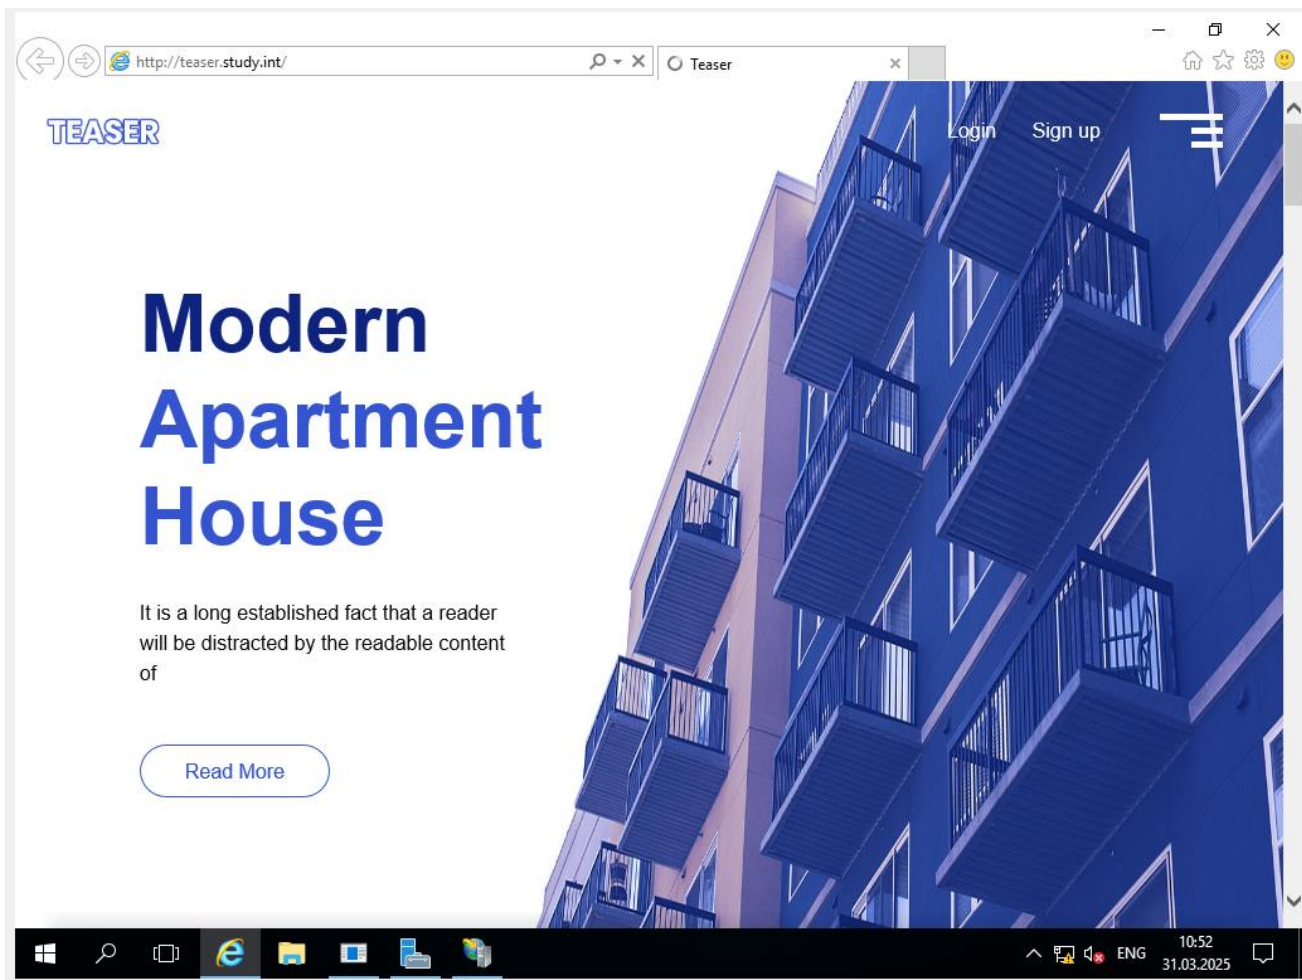 http://teaser.study.int/
Teaser
TEASER
Login Sign up
Modern
Apartment
House
It is a long established fact that a reader
will be distracted by the readable content
of
Read More
ENG
10:52
31.03.2025